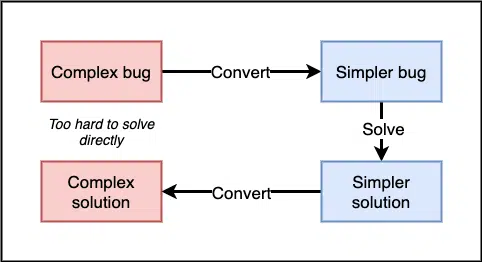 Complex bug
Convert
Simpler bug
Too hard to solve
directly
Solve
Complex
solution
Convert
Simpler
solution